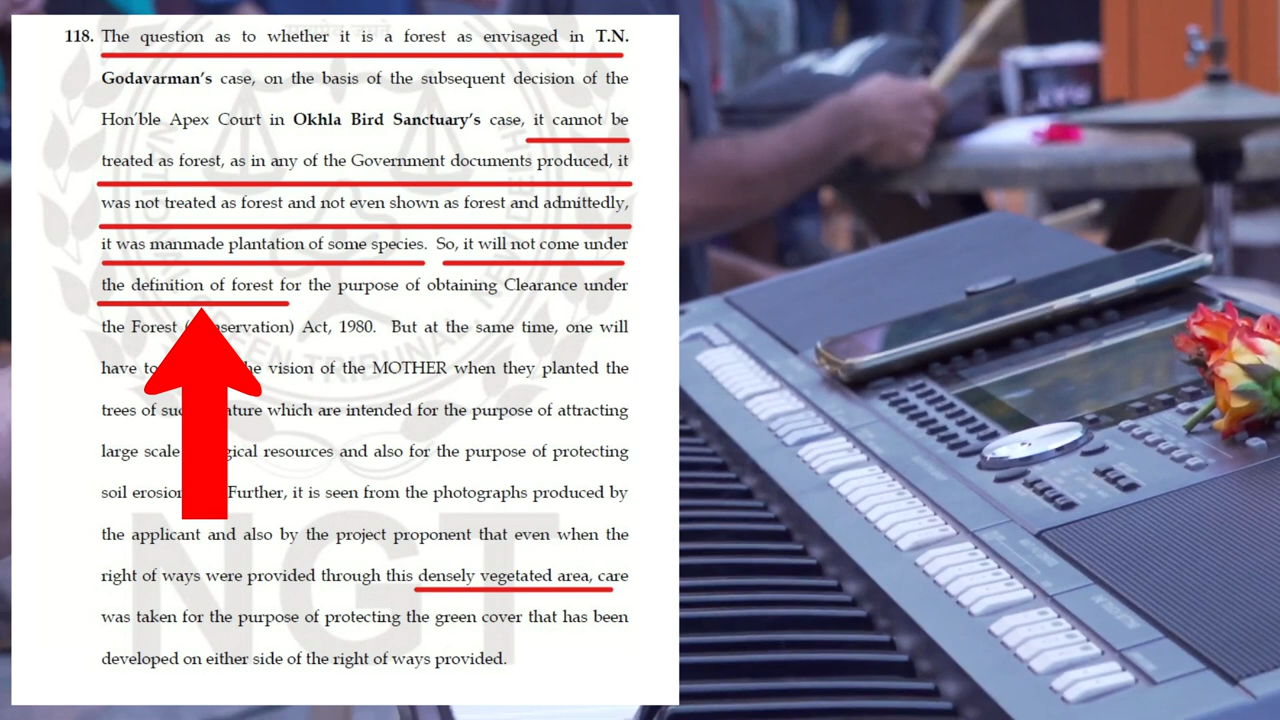 118. The question as to whether it is a forest as envisaged in T.N.
Godavarman's case, on the basis of the subsequent decision of the
Hon'ble Apex Court in Okhla Bird Sanctuary's case, it cannot be
treated as forest, as in any of the Government documents produced, it
was not treated as forest and not even shown as forest and admittedly,
it was manmade plantation of some species. So, it will not come under
the definition of forest for the purpose of obtaining Clearance under
the Forest (Conservation) Act, 1980. But at the same time, one will
have to the vision of the MOTHER when they planted the
trees of such nature which are intended for the purpose of attracting
large scale resources and also for the purpose of protecting
soil erosion Further, it is seen from the photographs produced by
the applicant and also by the project proponent that even when the
right of ways were provided through this densely vegetated area, care
was taken for the purpose of protecting the green cover that has been
developed on either side of the right of ways provided.
GREEN TRIBUNAL
NGT